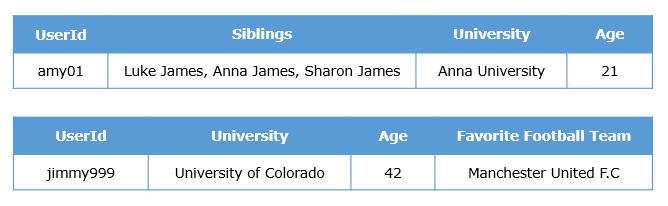 UserId Siblings University Age
amy01 Luke James, Anna James, Sharon James Anna University 21
UserId University Age Favorite Football Team
jimmy999 University of Colorado 42 Manchester United F.C